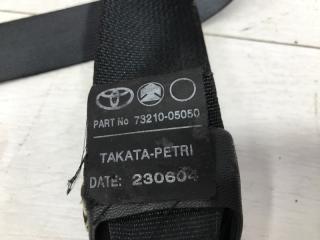 PART No 73210-05050
TAKATA-PETRI
DATE: 230604